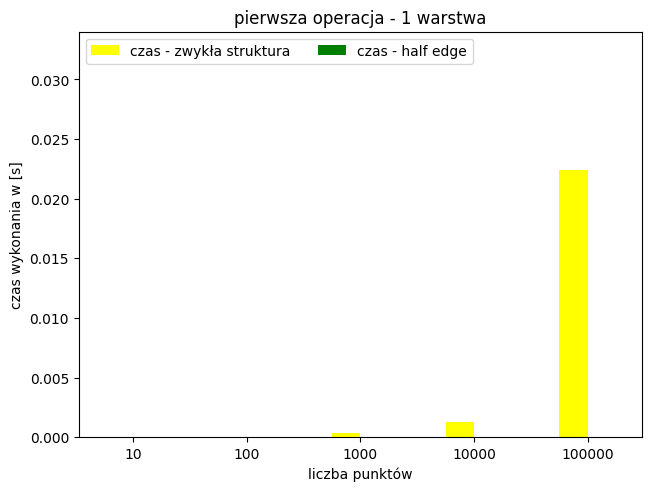 pierwsza operacja - 1 warstwa
czas - zwykła struktura
czas - half edge
0.030
0.025
0.020
0.015
0.010
0.005
0.000
czas wykonania w [s]
10
100
1000
10000
100000
liczba punktów